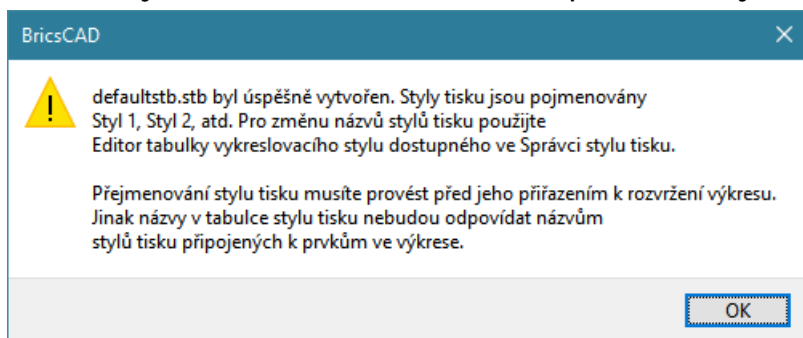 BricsCAD
defaultstb.stb byl úspěšně vytvořen. Styly tisku jsou pojmenovány
Styl 1, Styl 2, atd. Pro změnu názvů stylů tisku použijte
Editor tabulky vykreslovacího stylu dostupného ve Správci stylu tisku.
Přejmenování stylu tisku musíte provést před jeho přiřazením k rozvržení výkresu.
Jinak názvy v tabulce stylu tisku nebudou odpovídat názvům
stylů tisku připojených k prvkům ve výkrese.
OK